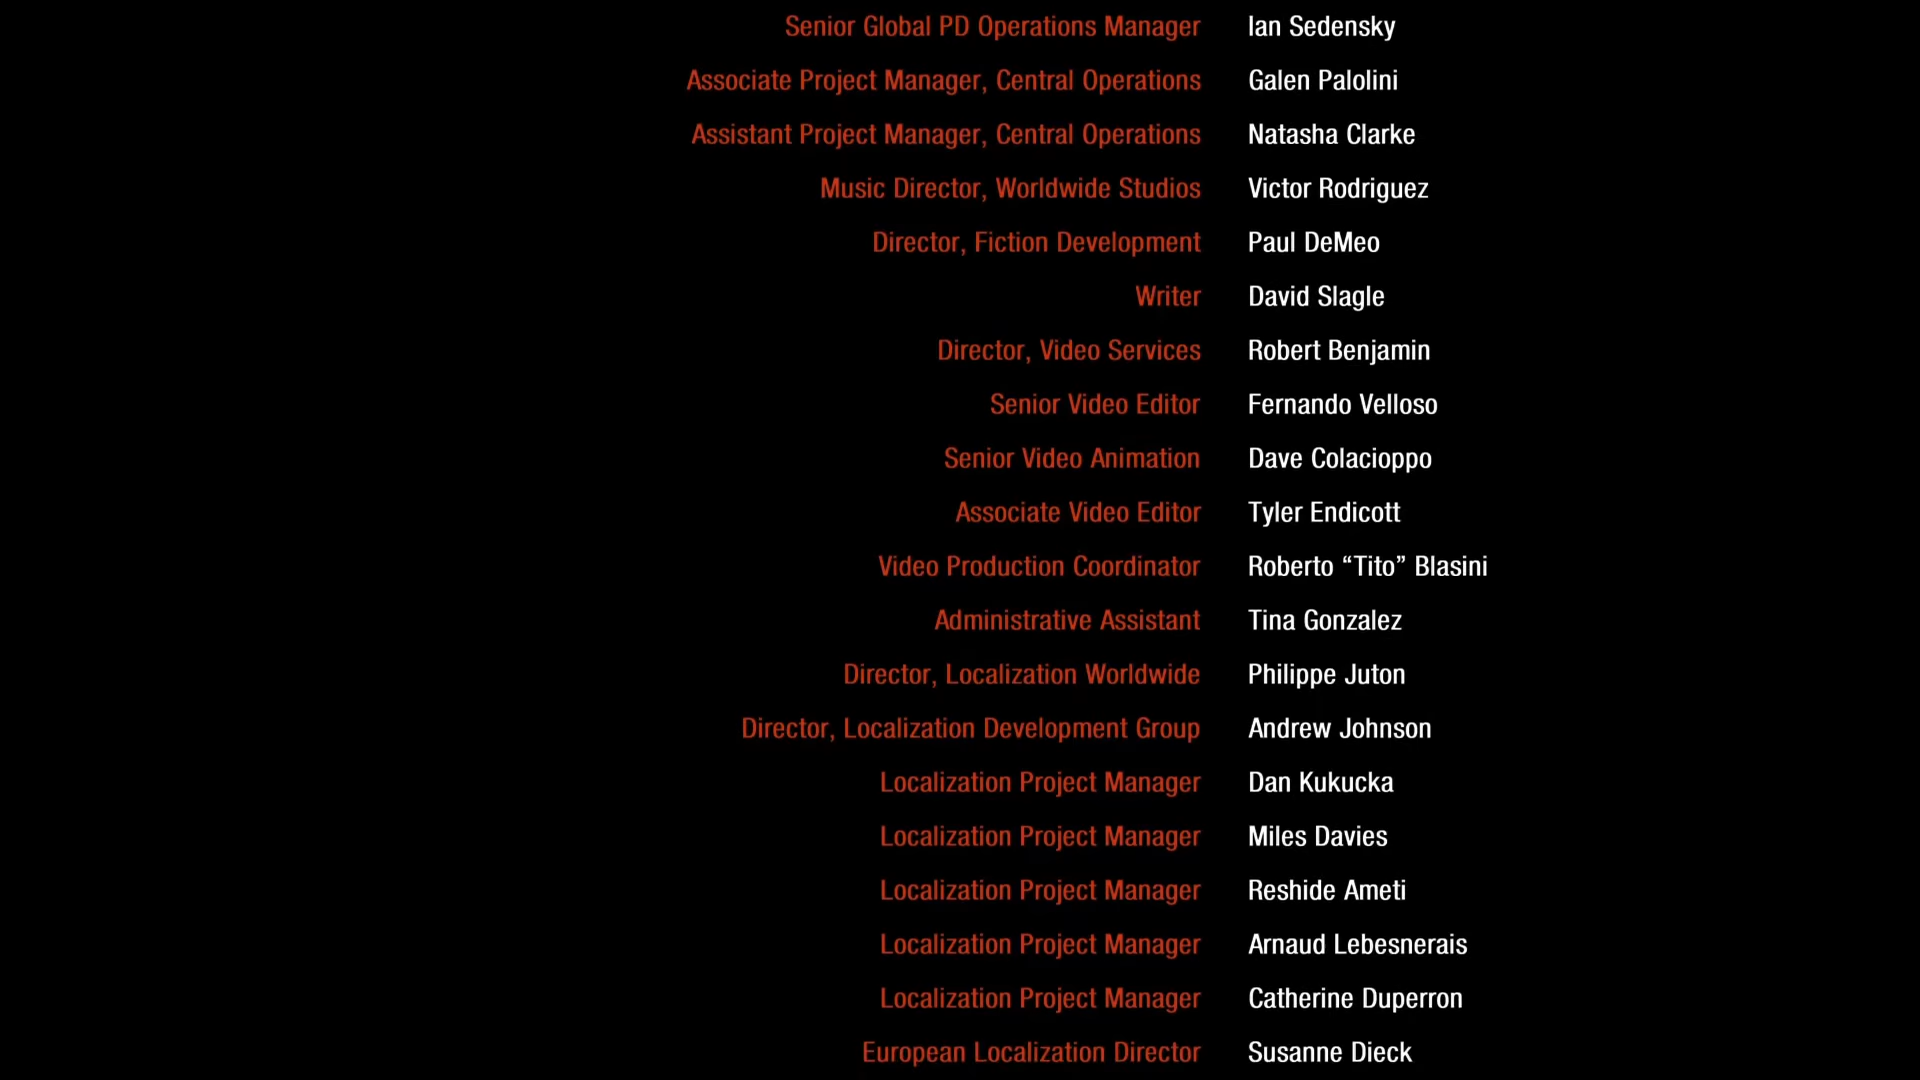 Senior Global PD Operations Manager Ian Sedensky
Associate Project Manager, Central Operations Galen Palolini
Assistant Project Manager, Central Operations Natasha Clarke
Music Director, Worldwide Studios Victor Rodriguez
Director, Fiction Development Paul DeMeo
Writer David Slagle
Director, Video Services Robert Benjamin
Senior Video Editor Fernando Velloso
Senior Video Animation Dave Colacioppo
Associate Video Editor Tyler Endicott
Video Production Coordinator Roberto “Tito” Blasini
Administrative Assistant Tina Gonzalez
Director, Localization Worldwide Philippe Juton
Director, Localization Development Group Andrew Johnson
Localization Project Manager Dan Kukucka
Localization Project Manager Miles Davies
Localization Project Manager Reshide Ameti
Localization Project Manager Arnaud Lebesnerais
Localization Project Manager Catherine Duperron
European Localization Director Susanne Dieck